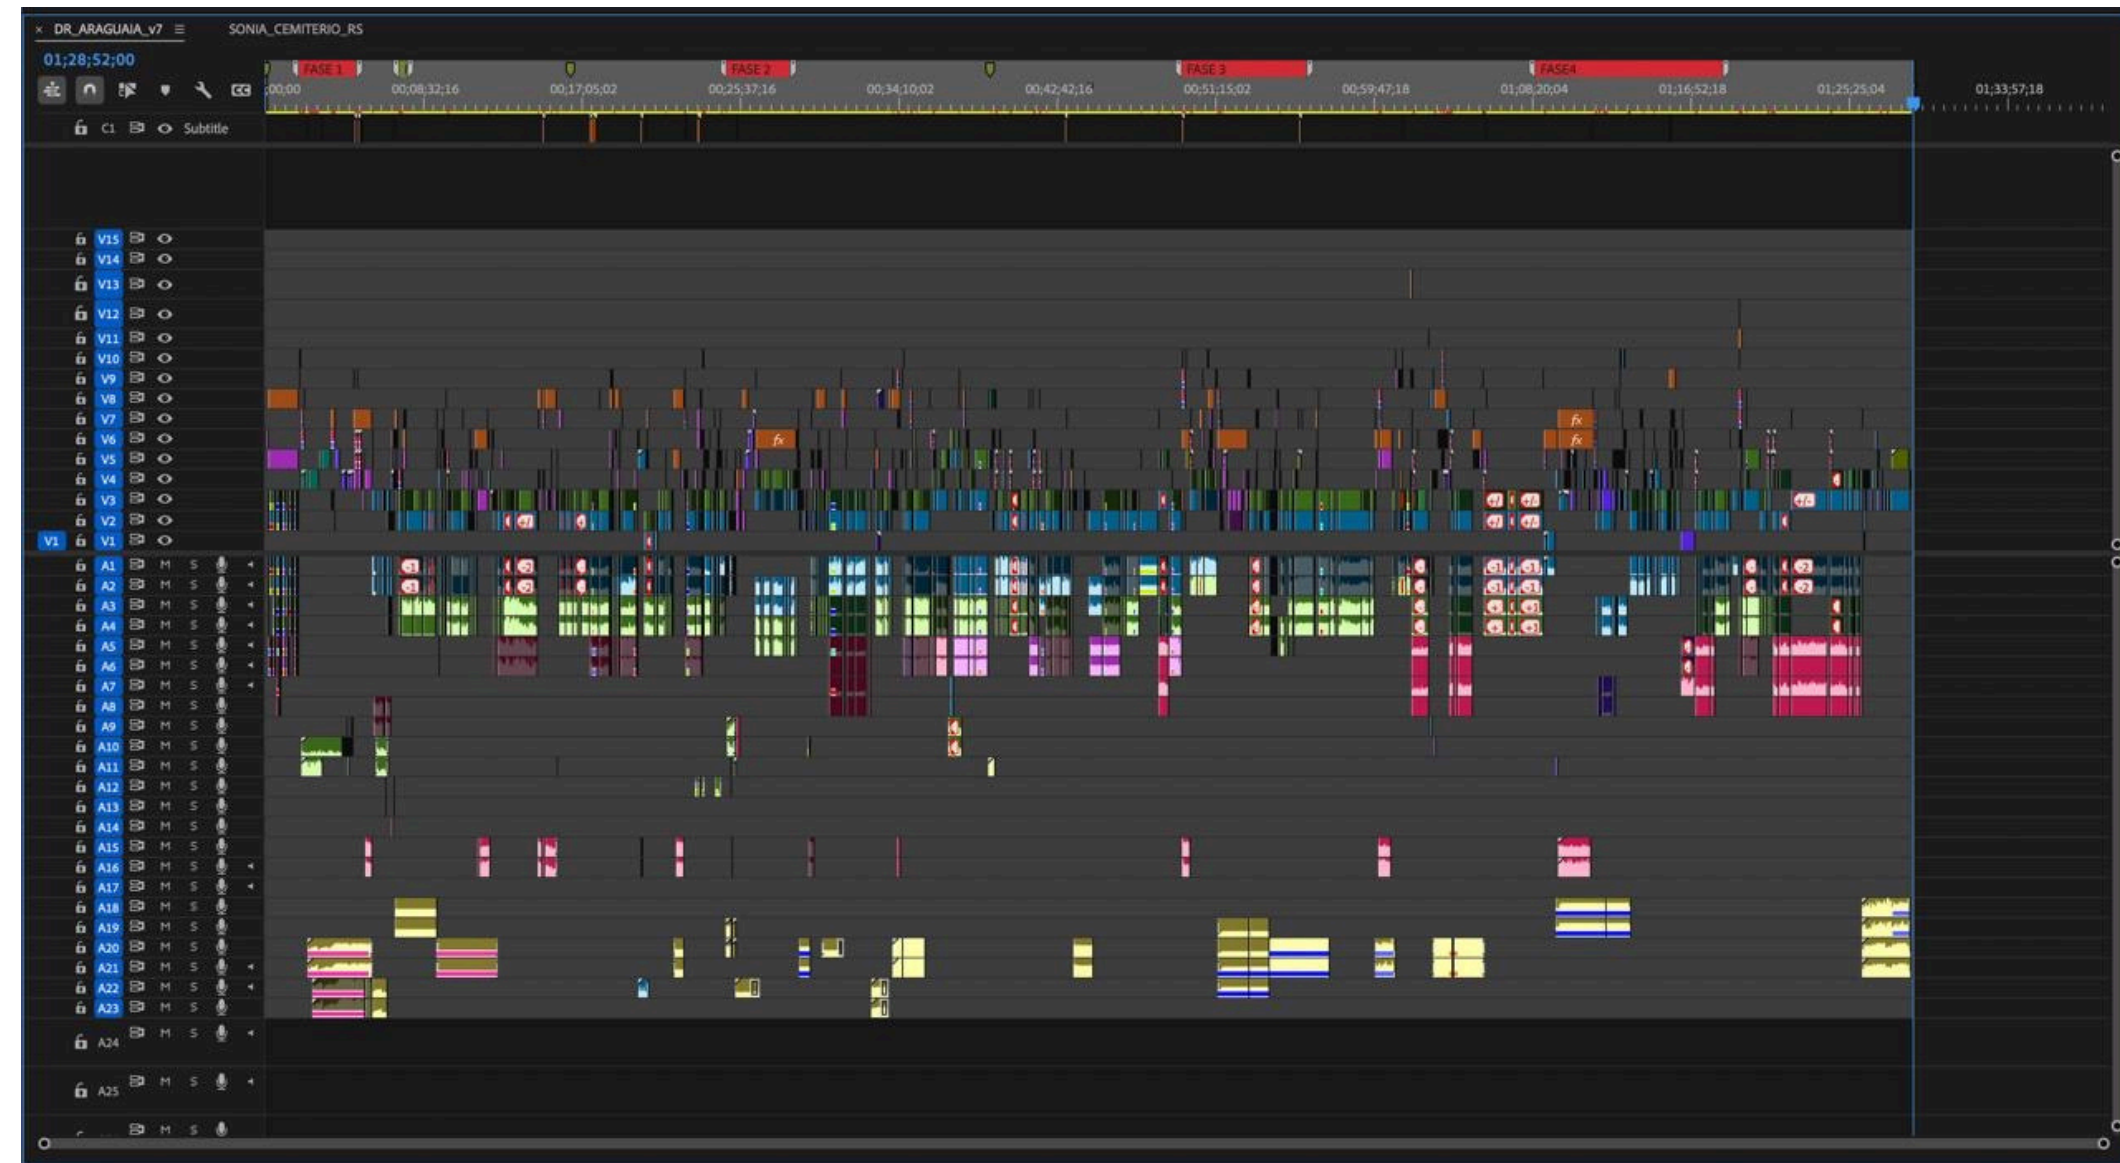 × DR_ARAGUAIA_v7 ≡ SONIA_CEMITERIO_RS
01;28;52;00
FASE 1 FASE 2 FASE 3 FASE4
;00;00 00;08;32;16 00;17;05;02 00;25;37;16 00;34;10;02 00;42;42;16 00;51;15;02 00;59;47;18 01;08;20;04 01;16;52;18 01;25;25;04 01;33;57;18
CC
C1 Subtitle
V15
V14
V13
V12
V11
V10
V9
V8
V7 fx
V6 fx fx
V5
V4
V3
V2
V1 V1
A1 M S
A2 M S
A3 M S
A4 M S
A5 M S
A6 M S
A7 M S
A8 M S
A9 M S
A10 M S
A11 M S
A12 M S
A13 M S
A14 M S
A15 M S
A16 M S
A17 M S
A18 M S
A19 M S
A20 M S
A21 M S
A22 M S
A23 M S
A24 M S
A25 M S
M S